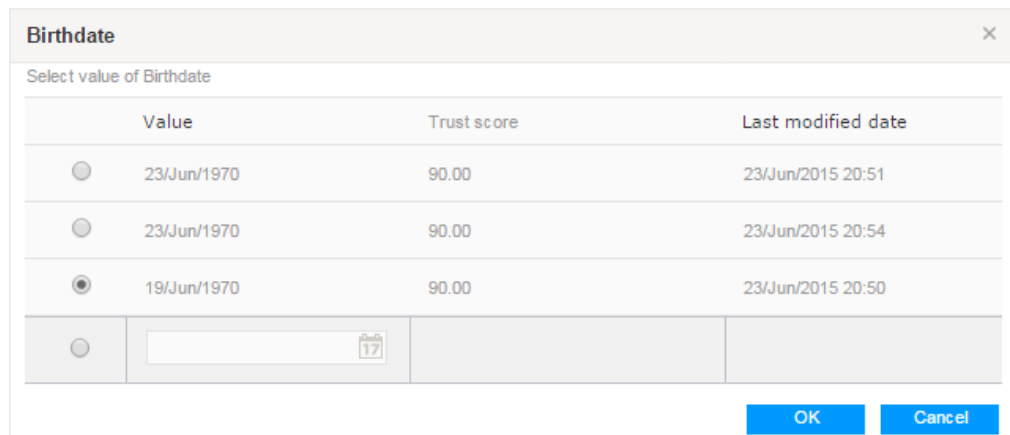 Birthdate ×
Select value of Birthdate
Value Trust score Last modified date
23/Jun/1970 90.00 23/Jun/2015 20:51
23/Jun/1970 90.00 23/Jun/2015 20:54
19/Jun/1970 90.00 23/Jun/2015 20:50
17
OK Cancel